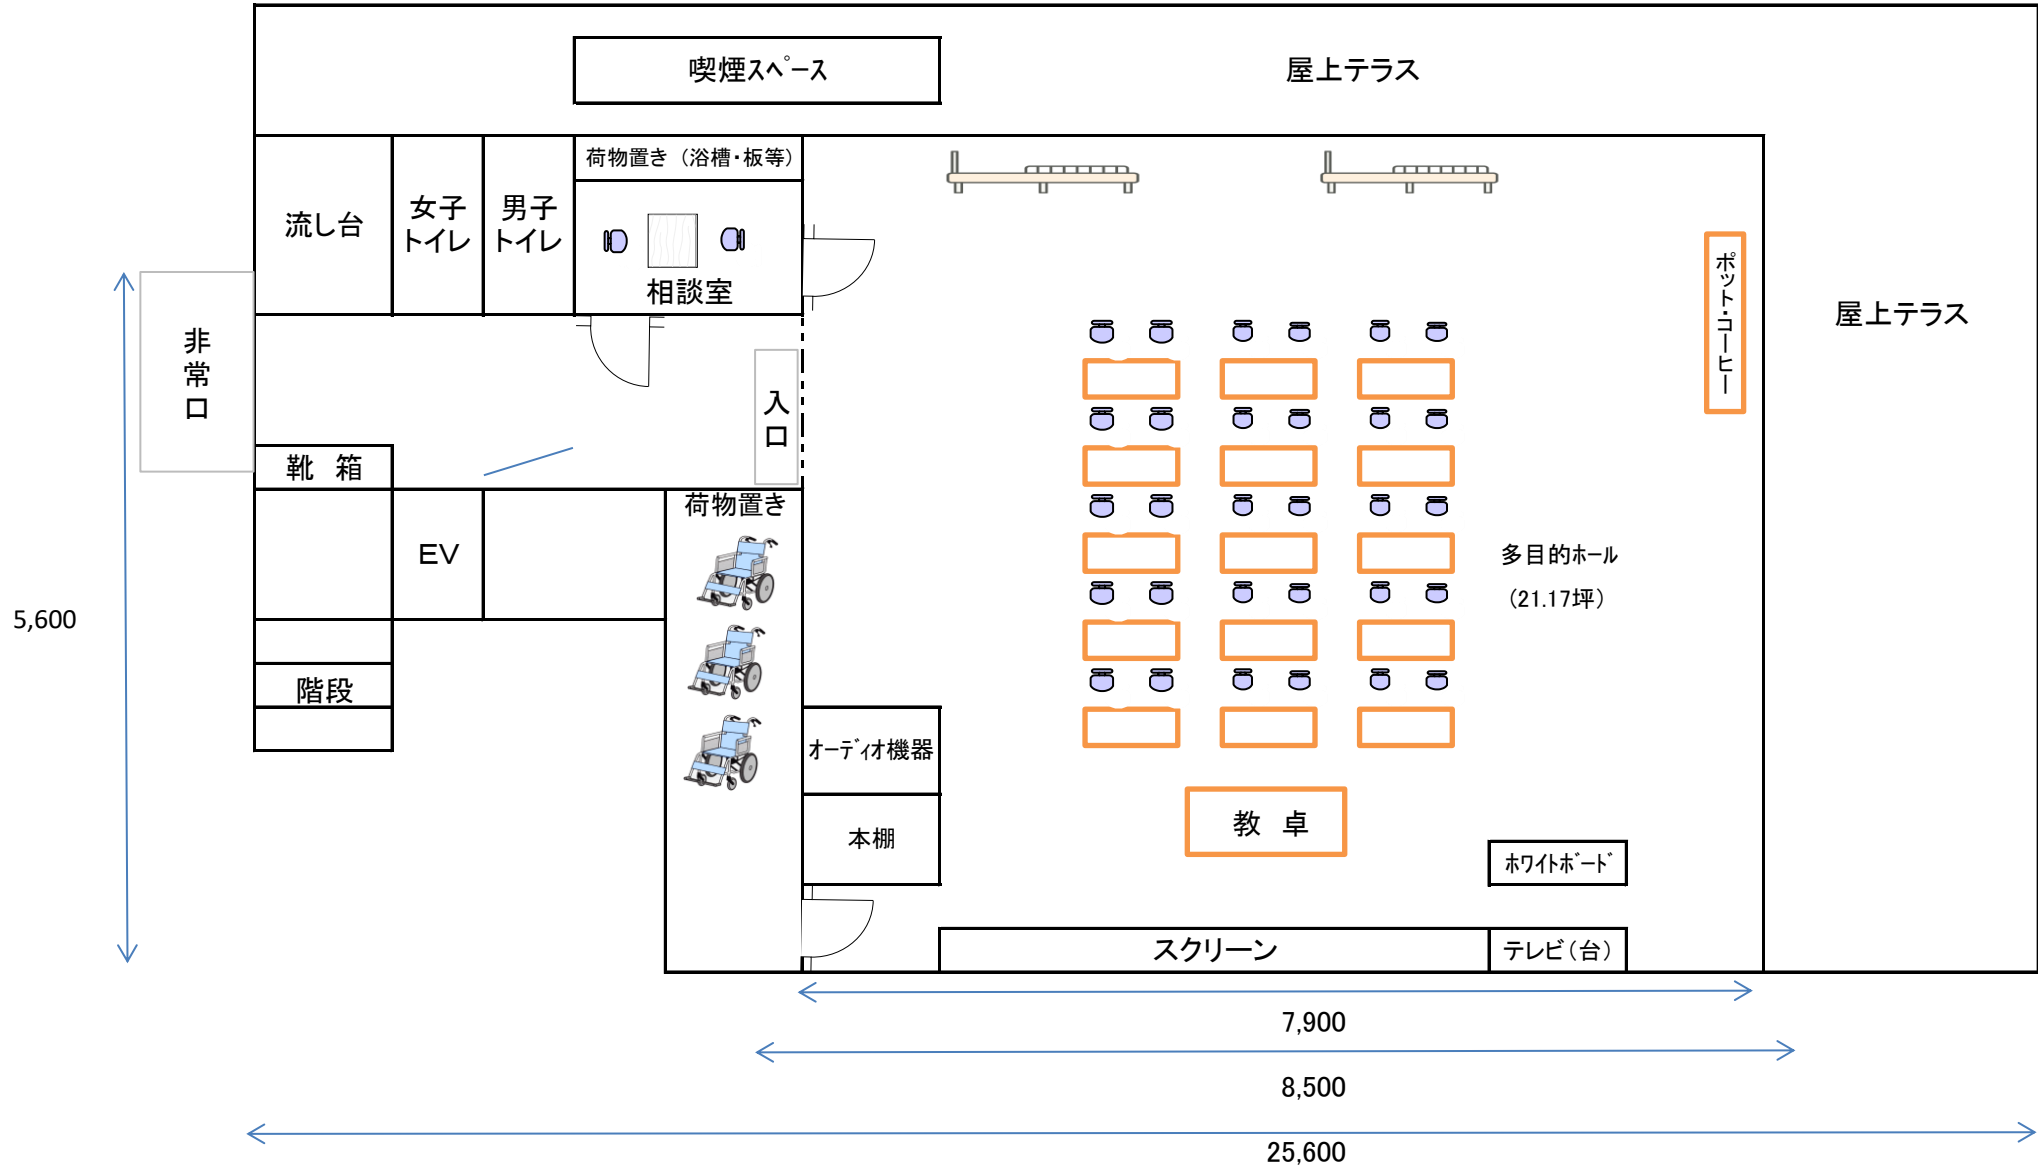 喫煙ｽﾍﾟｰｽ
屋上テラス
荷物置き（浴槽・板等）
流し台
女子
トイレ
男子
トイレ
相談室
ポット・コーヒー
屋上テラス
非常口
入口
靴　箱
荷物置き
EV
多目的ﾎｰﾙ
（21.17坪）
5,600
階段
ｵｰﾃﾞｨｵ機器
本棚
教　卓
ﾎﾜｲﾄﾎﾞｰﾄﾞ
スクリーン
テレビ（台）
7,900
8,500
25,600